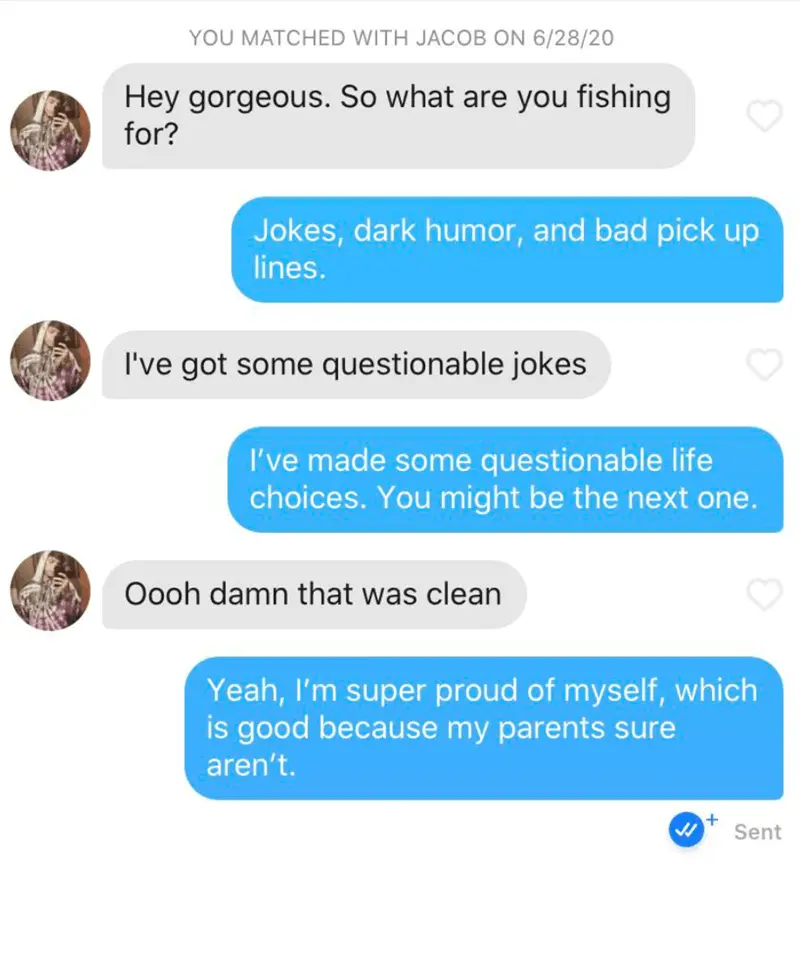 YOU MATCHED WITH JACOB ON 6/28/20
Hey gorgeous. So what are you fishing
for?
Jokes, dark humor, and bad pick up
lines.
I've got some questionable jokes
I’ve made some questionable life
choices. You might be the next one.
Oooh damn that was clean
Yeah, I’m super proud of myself, which
is good because my parents sure
aren’t.
Sent